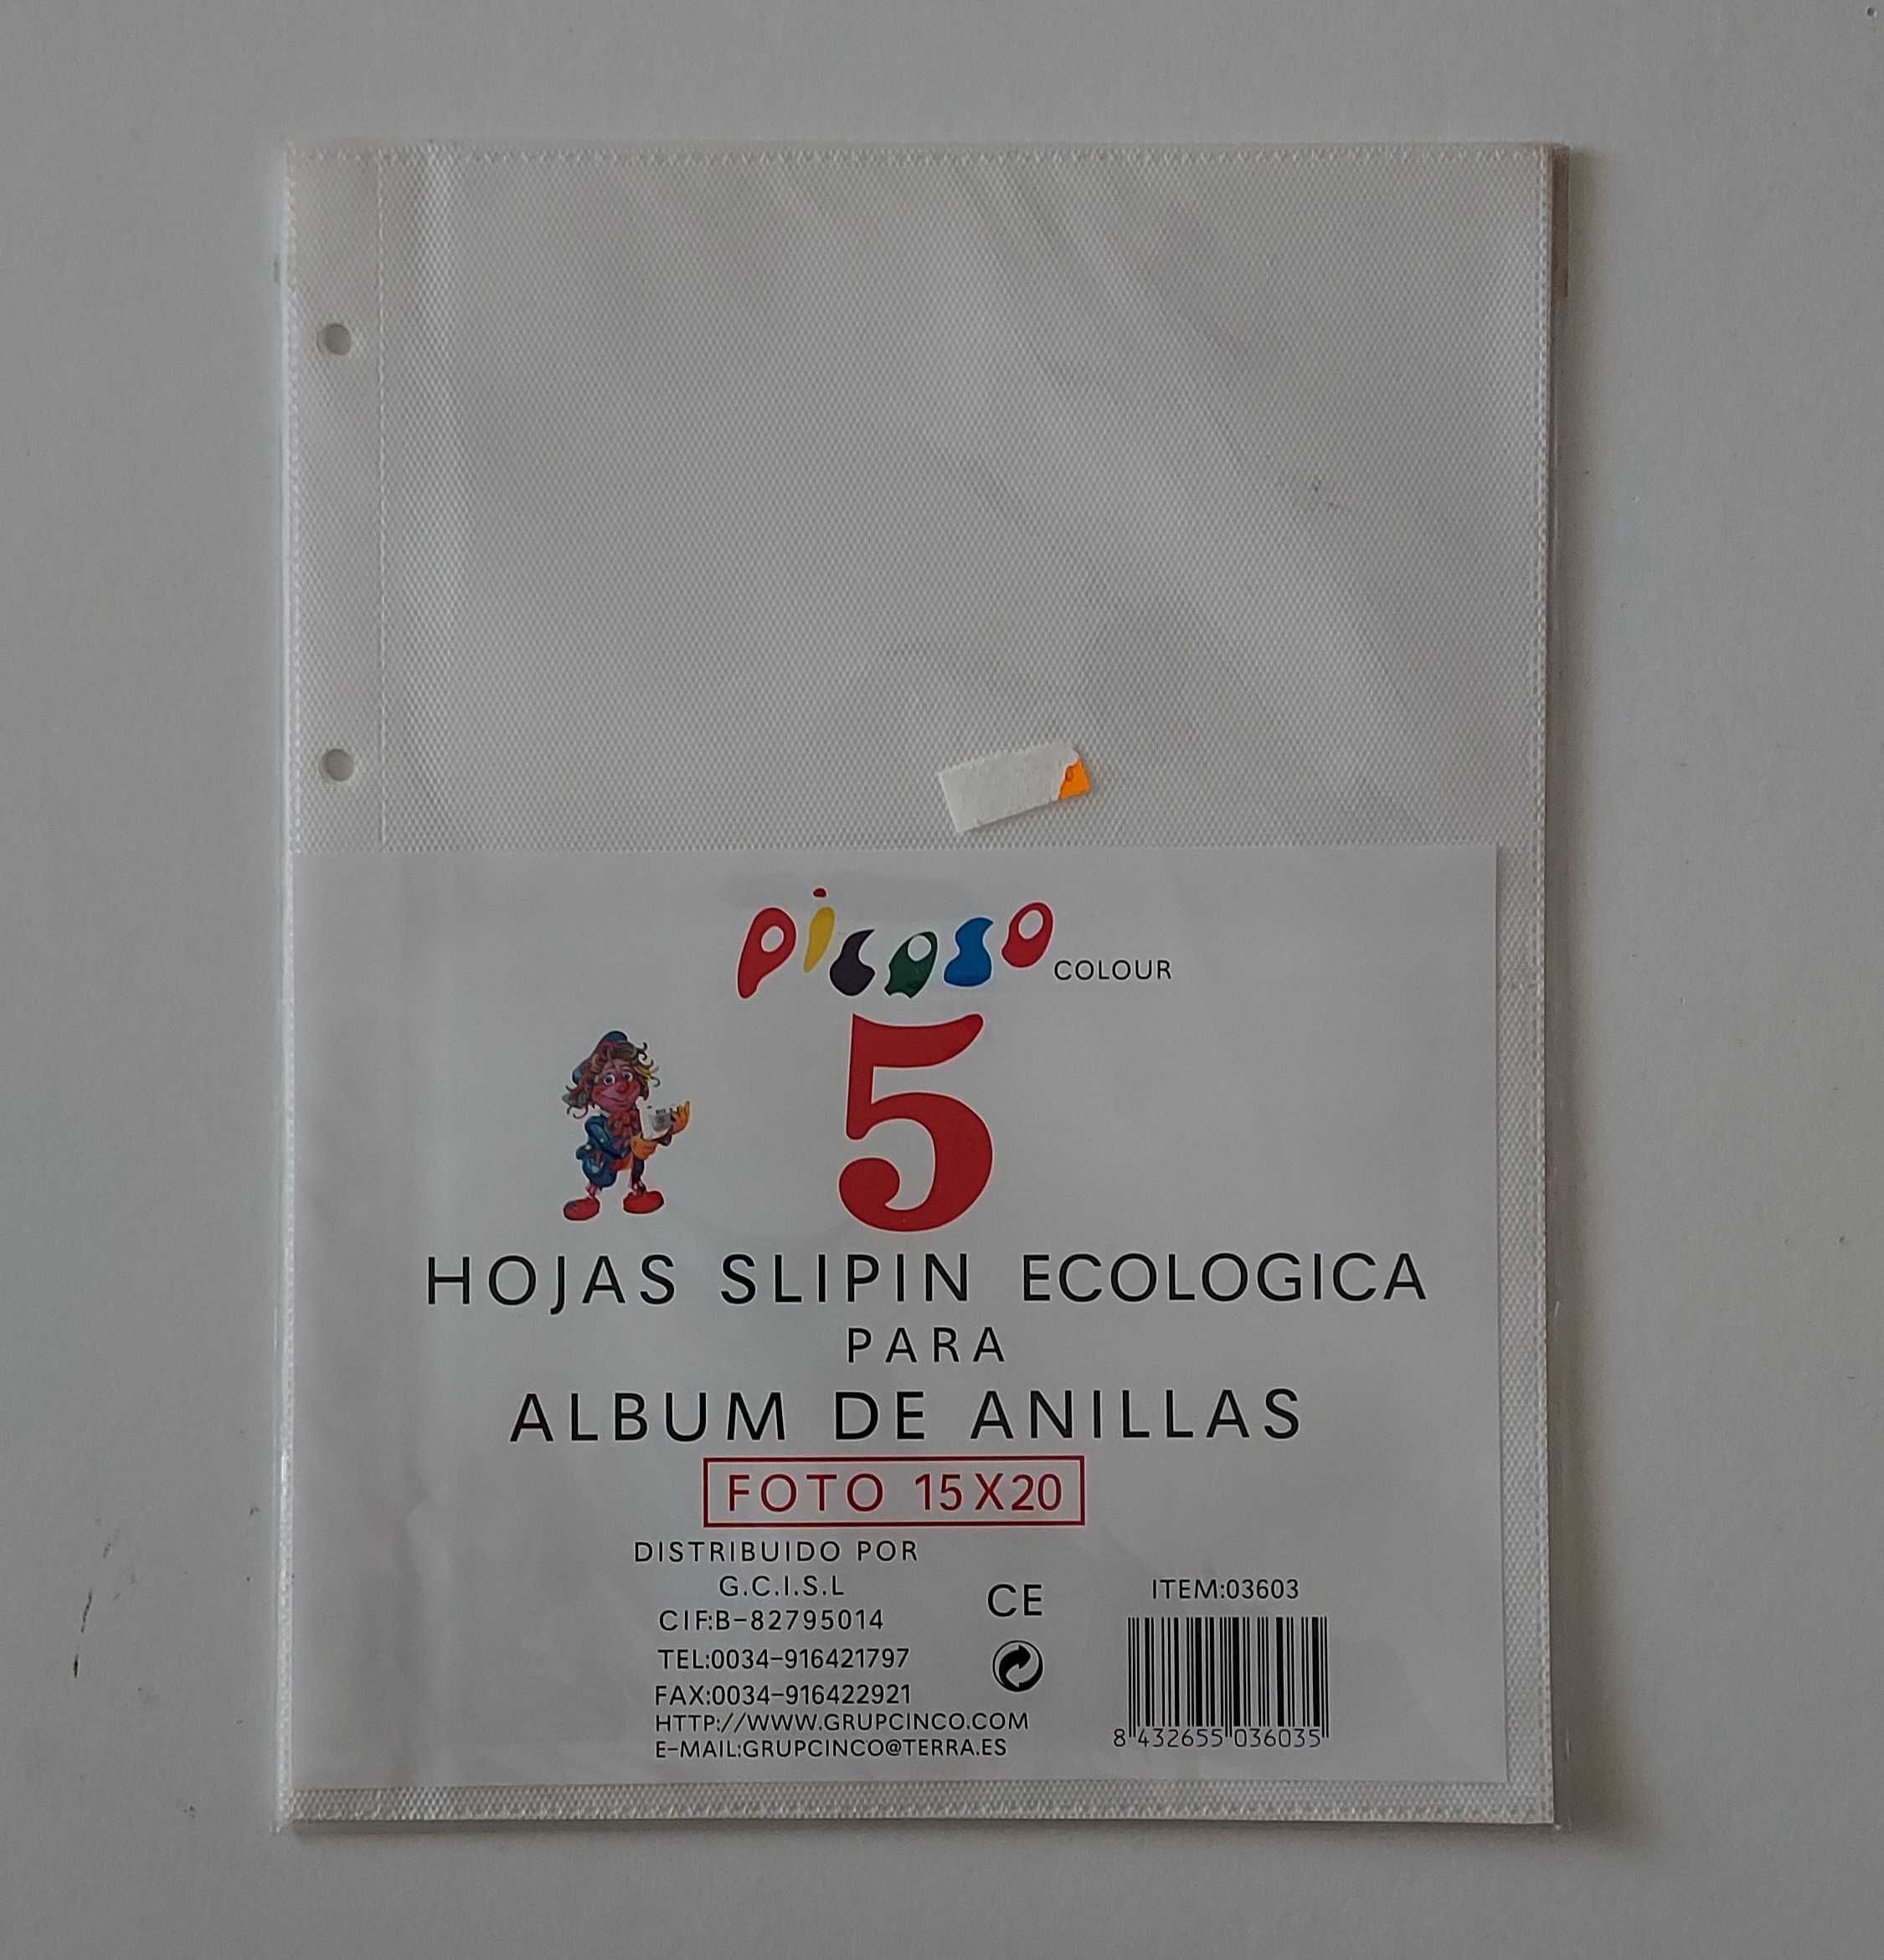 picaso COLOUR
5
HOJAS SLIPIN ECOLOGICA
PARA
ALBUM DE ANILLAS
FOTO 15X20
DISTRIBUIDO POR
G.C.I.S.L
CIF:B-82795014
TEL:0034-916421797
FAX:0034-916422921
HTTP://WWW.GRUPCINCO.COM
E-MAIL:GRUPCINCO@TERRA.ES
CE
ITEM:03603
8 432655 036035